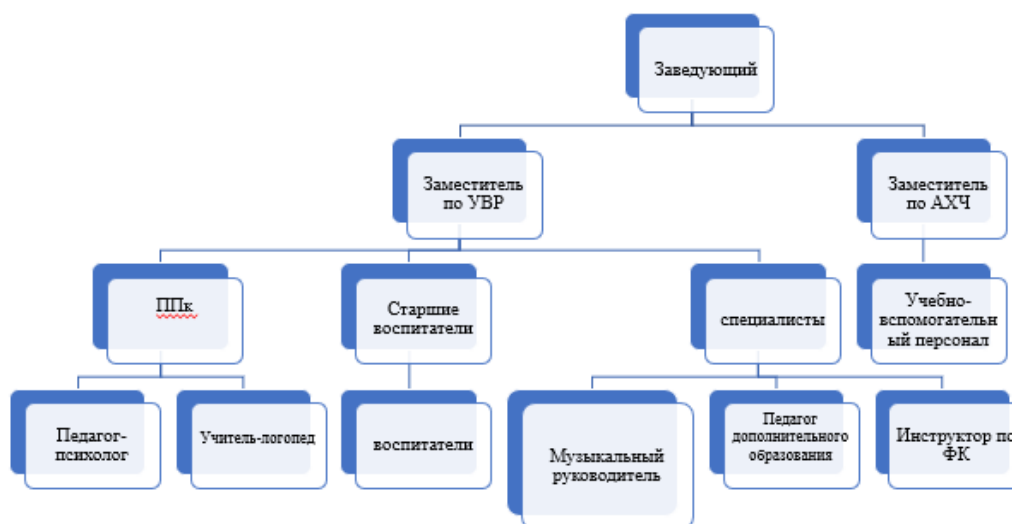 Заведующий
Заместитель
по УВР
Заместитель
по АХЧ
ППк
Старшие
воспитатели
специалисты
Учебно-
вспомогательн
ый персонал
Педагог-
психолог
Учитель-логопед
воспитатели
Музыкальный
руководитель
Педагог
дополнительного
образования
Инструктор по
ФК